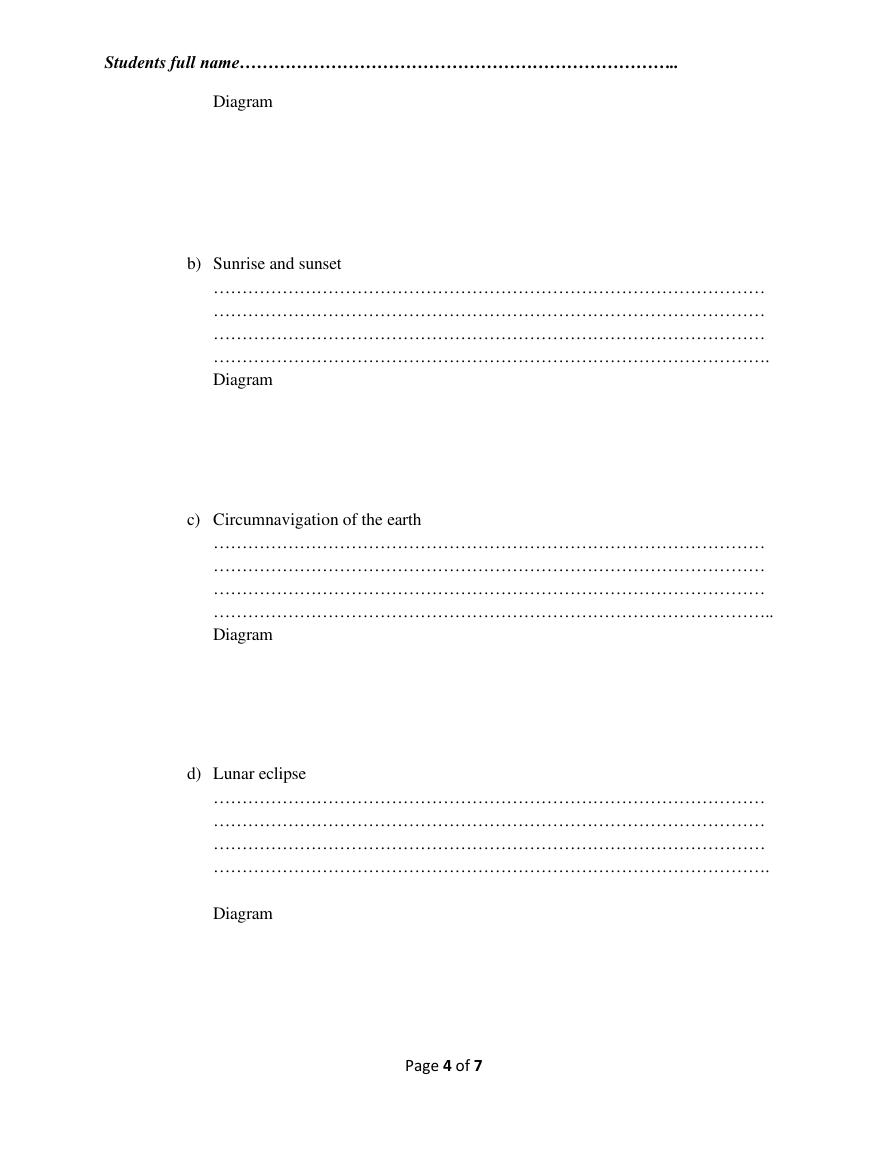 Students full name…………………………………………………………………..
Diagram
b) Sunrise and sunset
……………………………………………………………………………………
……………………………………………………………………………………
……………………………………………………………………………………
…………………………………………………………………………………….
Diagram
c) Circumnavigation of the earth
……………………………………………………………………………………
……………………………………………………………………………………
……………………………………………………………………………………
……………………………………………………………………………………..
Diagram
d) Lunar eclipse
……………………………………………………………………………………
……………………………………………………………………………………
……………………………………………………………………………………
…………………………………………………………………………………….
Diagram
Page 4 of 7